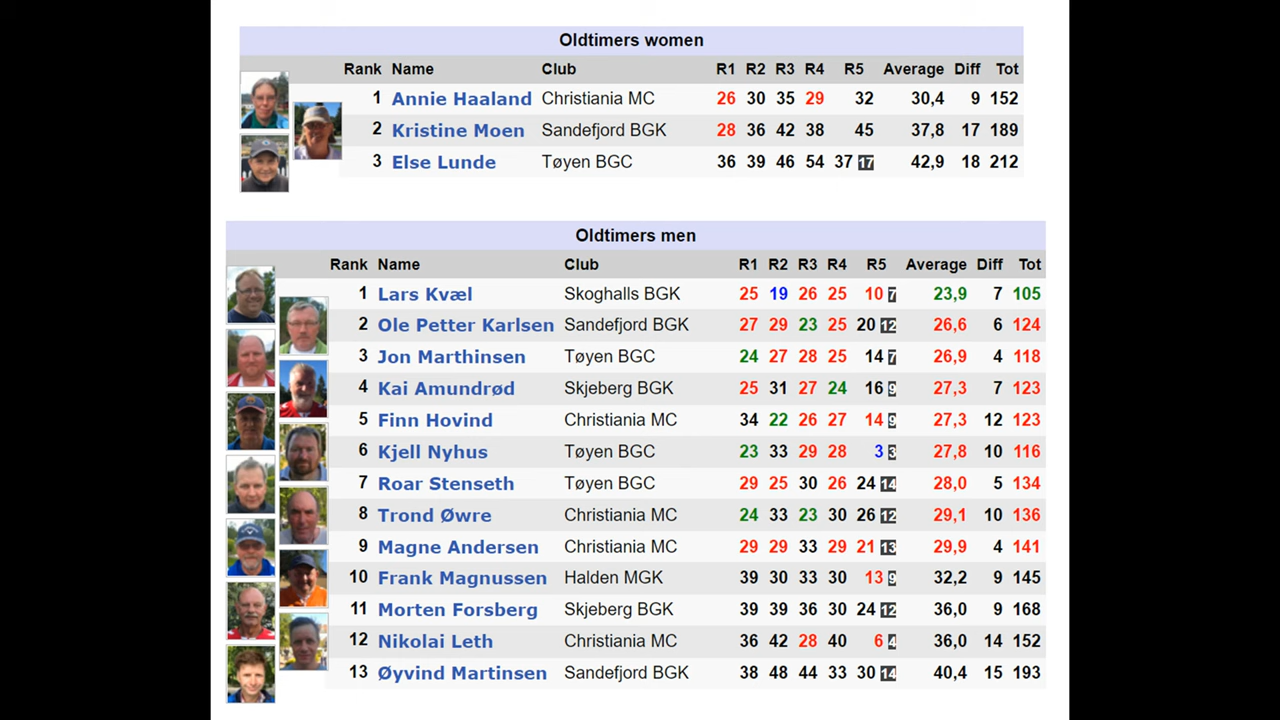 Oldtimers women
Rank Name Club R1 R2 R3 R4 R5 Average Diff Tot
1 Annie Haaland Christiania MC 26 30 35 29 32 30,4 9 152
2 Kristine Moen Sandefjord BGK 28 36 42 38 45 37,8 17 189
3 Else Lunde Tøyen BGC 36 39 46 54 37 17 42,9 18 212
Oldtimers men
Rank Name Club R1 R2 R3 R4 R5 Average Diff Tot
1 Lars Kvæl Skoghalls BGK 25 19 26 25 10 7 23,9 7 105
2 Ole Petter Karlsen Sandefjord BGK 27 29 23 25 20 12 26,6 6 124
3 Jon Marthinsen Tøyen BGC 24 27 28 25 14 7 26,9 4 118
4 Kai Amundrød Skjeberg BGK 25 31 27 24 16 9 27,3 7 123
5 Finn Hovind Christiania MC 34 22 26 27 14 9 27,3 12 123
6 Kjell Nyhus Tøyen BGC 23 33 29 28 3 3 27,8 10 116
7 Roar Stenseth Tøyen BGC 29 25 30 26 24 14 28,0 5 134
8 Trond Øwre Christiania MC 24 33 23 30 26 12 29,1 10 136
9 Magne Andersen Christiania MC 29 29 33 29 21 13 29,9 4 141
10 Frank Magnussen Halden MGK 39 30 33 30 13 9 32,2 9 145
11 Morten Forsberg Skjeberg BGK 39 39 36 30 24 12 36,0 9 168
12 Nikolai Leth Christiania MC 36 42 28 40 6 4 36,0 14 152
13 Øyvind Martinsen Sandefjord BGK 38 48 44 33 30 14 40,4 15 193